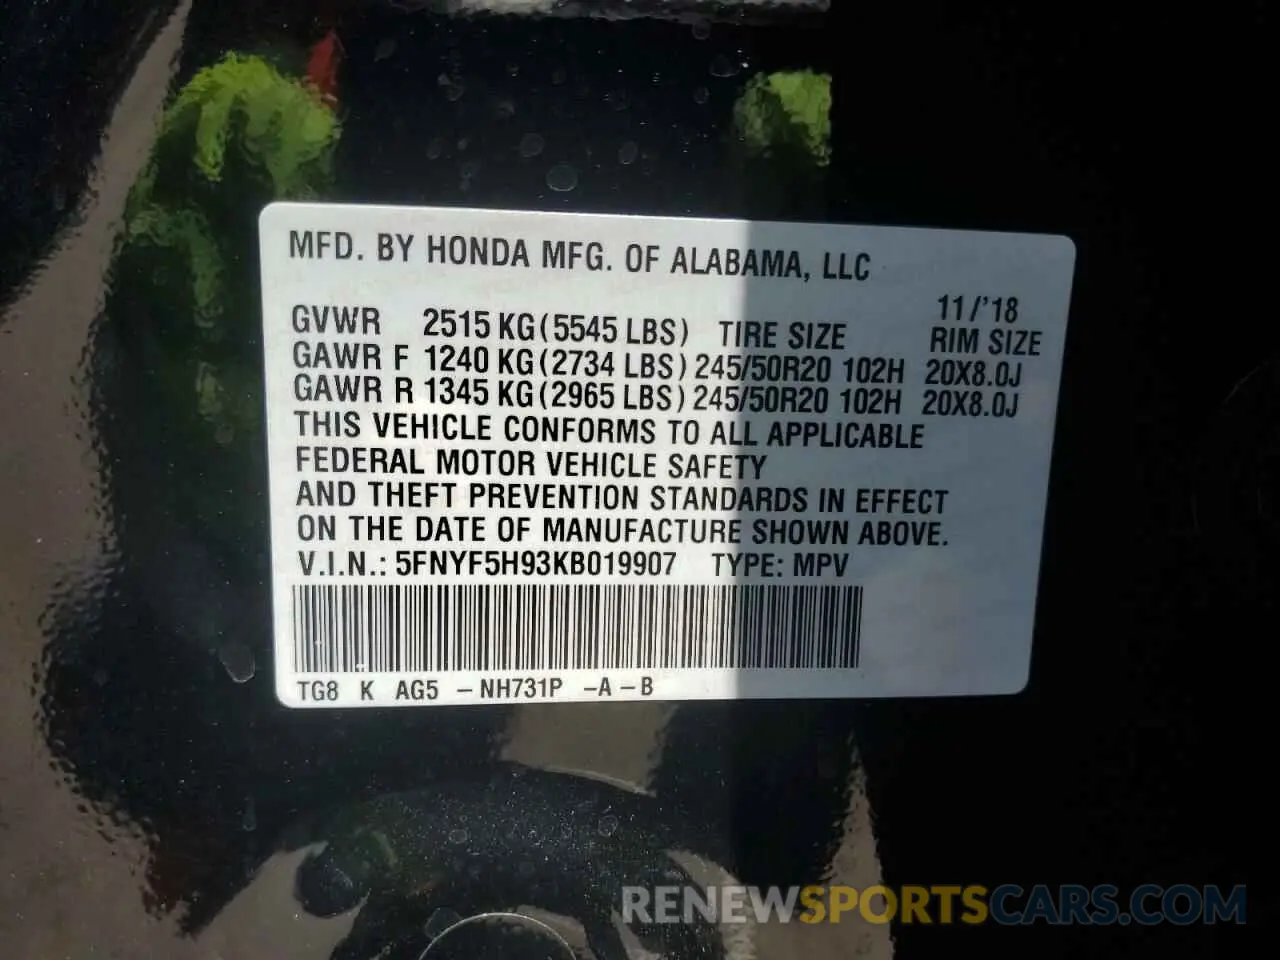 MFD. BY HONDA MFG. OF ALABAMA, LLC
11/'18
GVWR 2515 KG (5545 LBS) TIRE SIZE RIM SIZE
GAWR F 1240 KG (2734 LBS) 245/50R20 102H 20X8.0J
GAWR R 1345 KG (2965 LBS) 245/50R20 102H 20X8.0J
THIS VEHICLE CONFORMS TO ALL APPLICABLE
FEDERAL MOTOR VEHICLE SAFETY
AND THEFT PREVENTION STANDARDS IN EFFECT
ON THE DATE OF MANUFACTURE SHOWN ABOVE.
V.I.N.: 5FNYF5H93KB019907 TYPE: MPV
TG8 K AG5 -NH731P -A-B
RENEWSPORTSCARS.COM